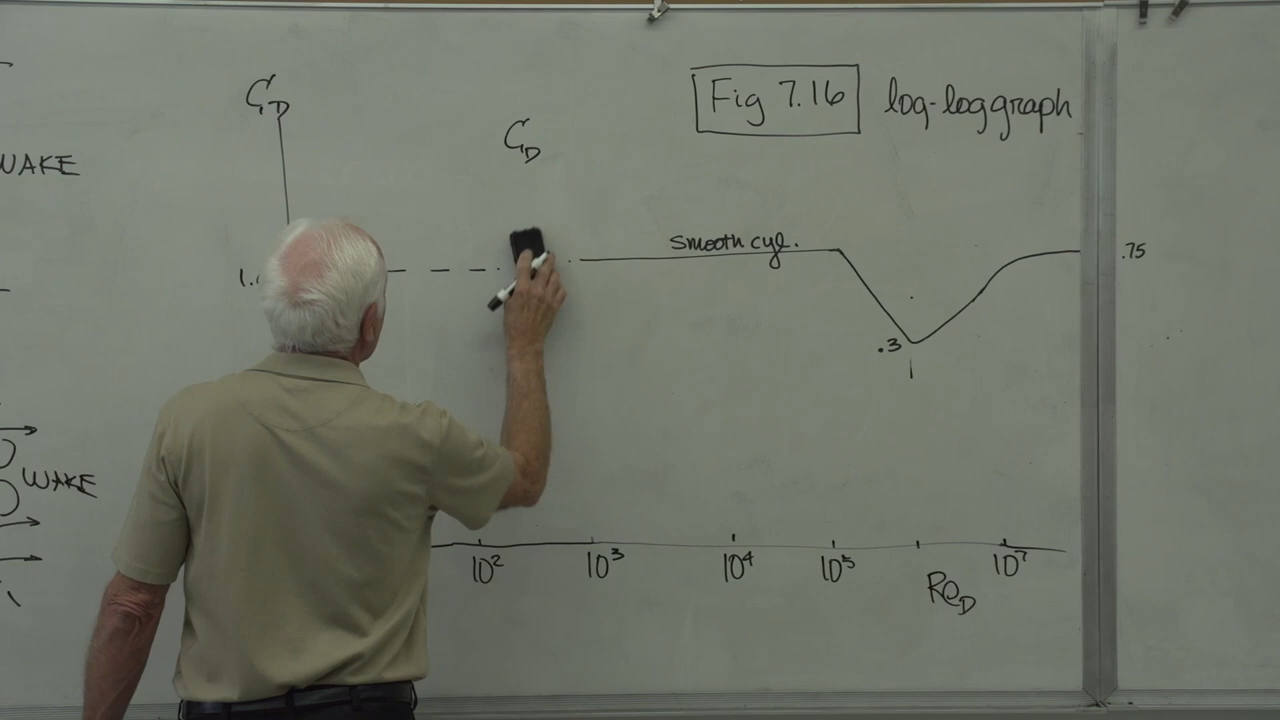 C_D
Fig 7.16 log-log graph
C_D
WAKE
smooth cyl.
.75
.3
WAKE
10² 10³ 10⁴ 10⁵ 10⁷
Re_D